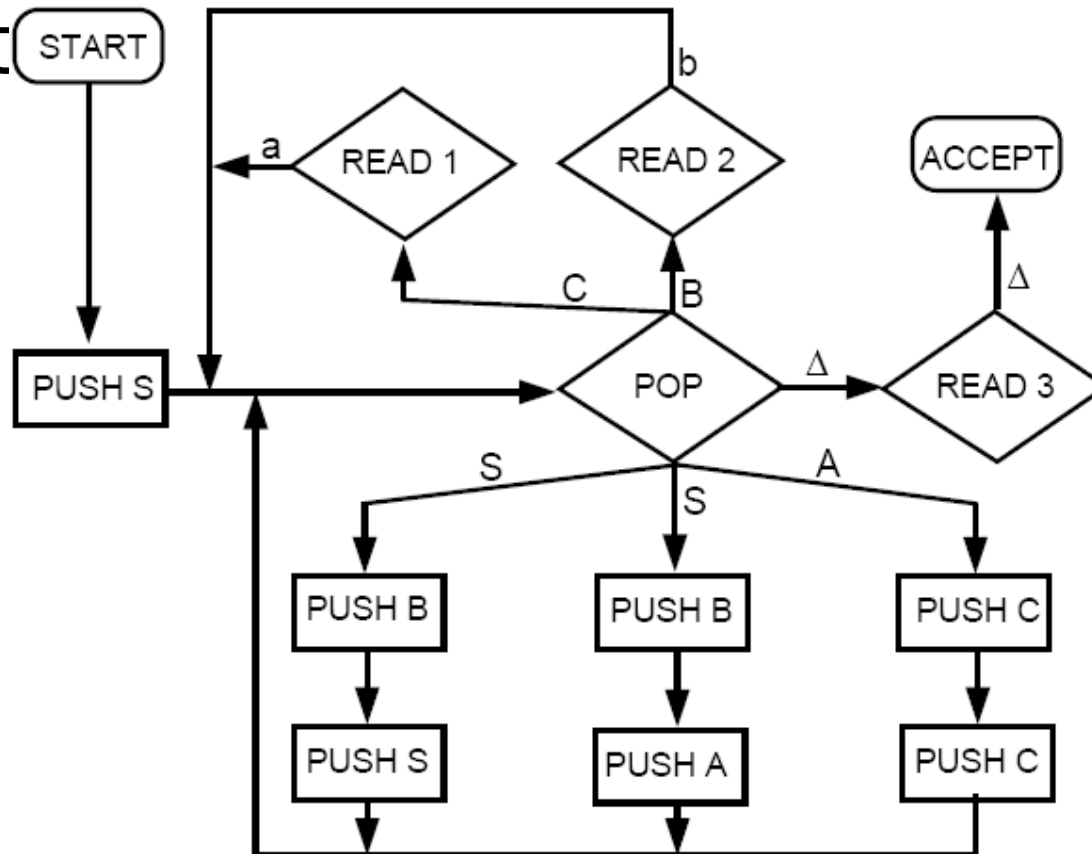 START
b
a
READ 1
READ 2
ACCEPT
C
B
Δ
PUSH S
POP
Δ
READ 3
S
S
A
PUSH B
PUSH B
PUSH C
PUSH S
PUSH A
PUSH C